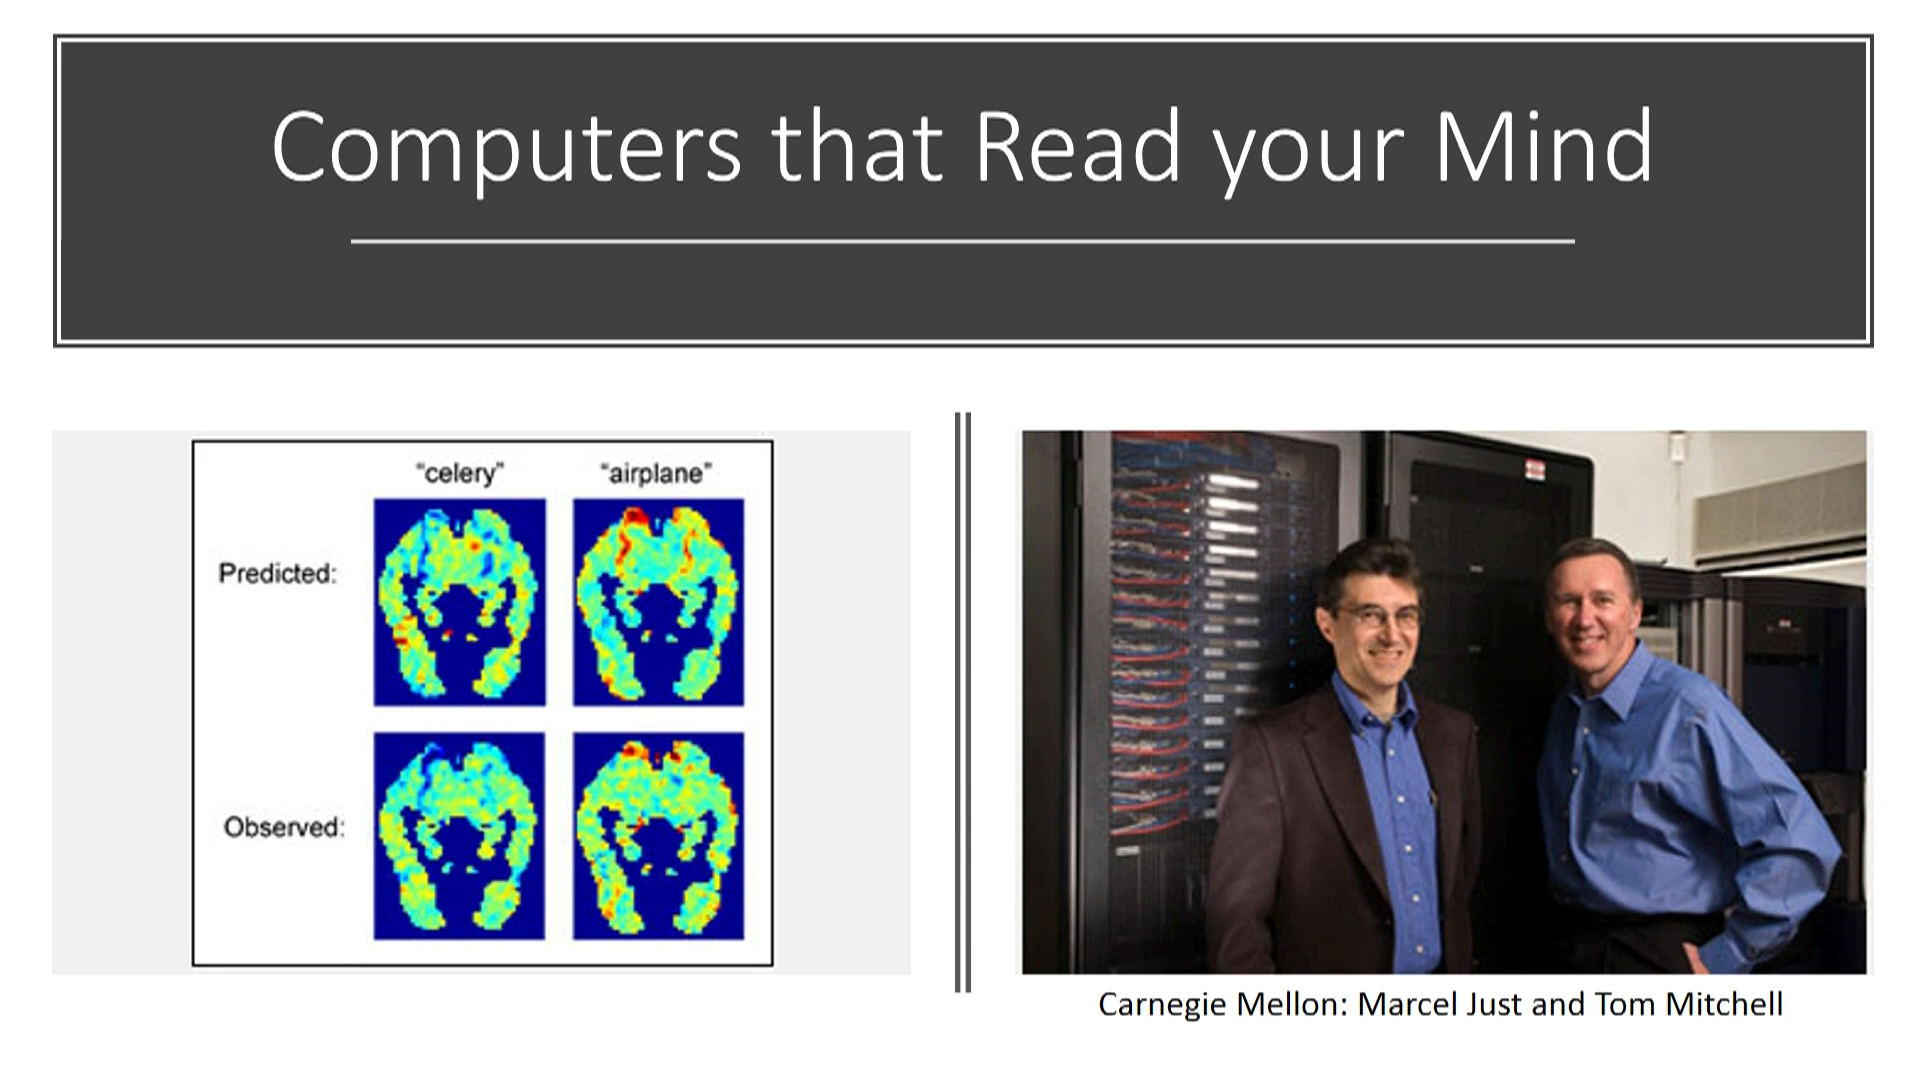 Computers that Read your Mind
“celery” “airplane”
Predicted:
Observed:
Carnegie Mellon: Marcel Just and Tom Mitchell